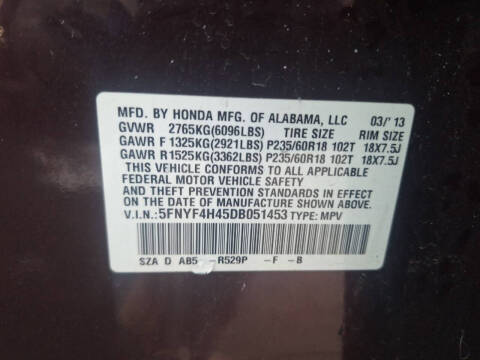 MFD. BY HONDA MFG. OF ALABAMA, LLC 03/'13
GVWR 2765KG(6096LBS) TIRE SIZE RIM SIZE
GAWR F 1325KG(2921LBS) P235/60R18 102T 18X7.5J
GAWR R1525KG(3362LBS) P235/60R18 102T 18X7.5J
THIS VEHICLE CONFORMS TO ALL APPLICABLE
FEDERAL MOTOR VEHICLE SAFETY
AND THEFT PREVENTION STANDARDS IN EFFECT
ON THE DATE OF MANUFACTURE SHOWN ABOVE.
V.I.N.: 5FNYF4H45DB051453 TYPE: MPV
SZA D AB5 -R529P -F -B